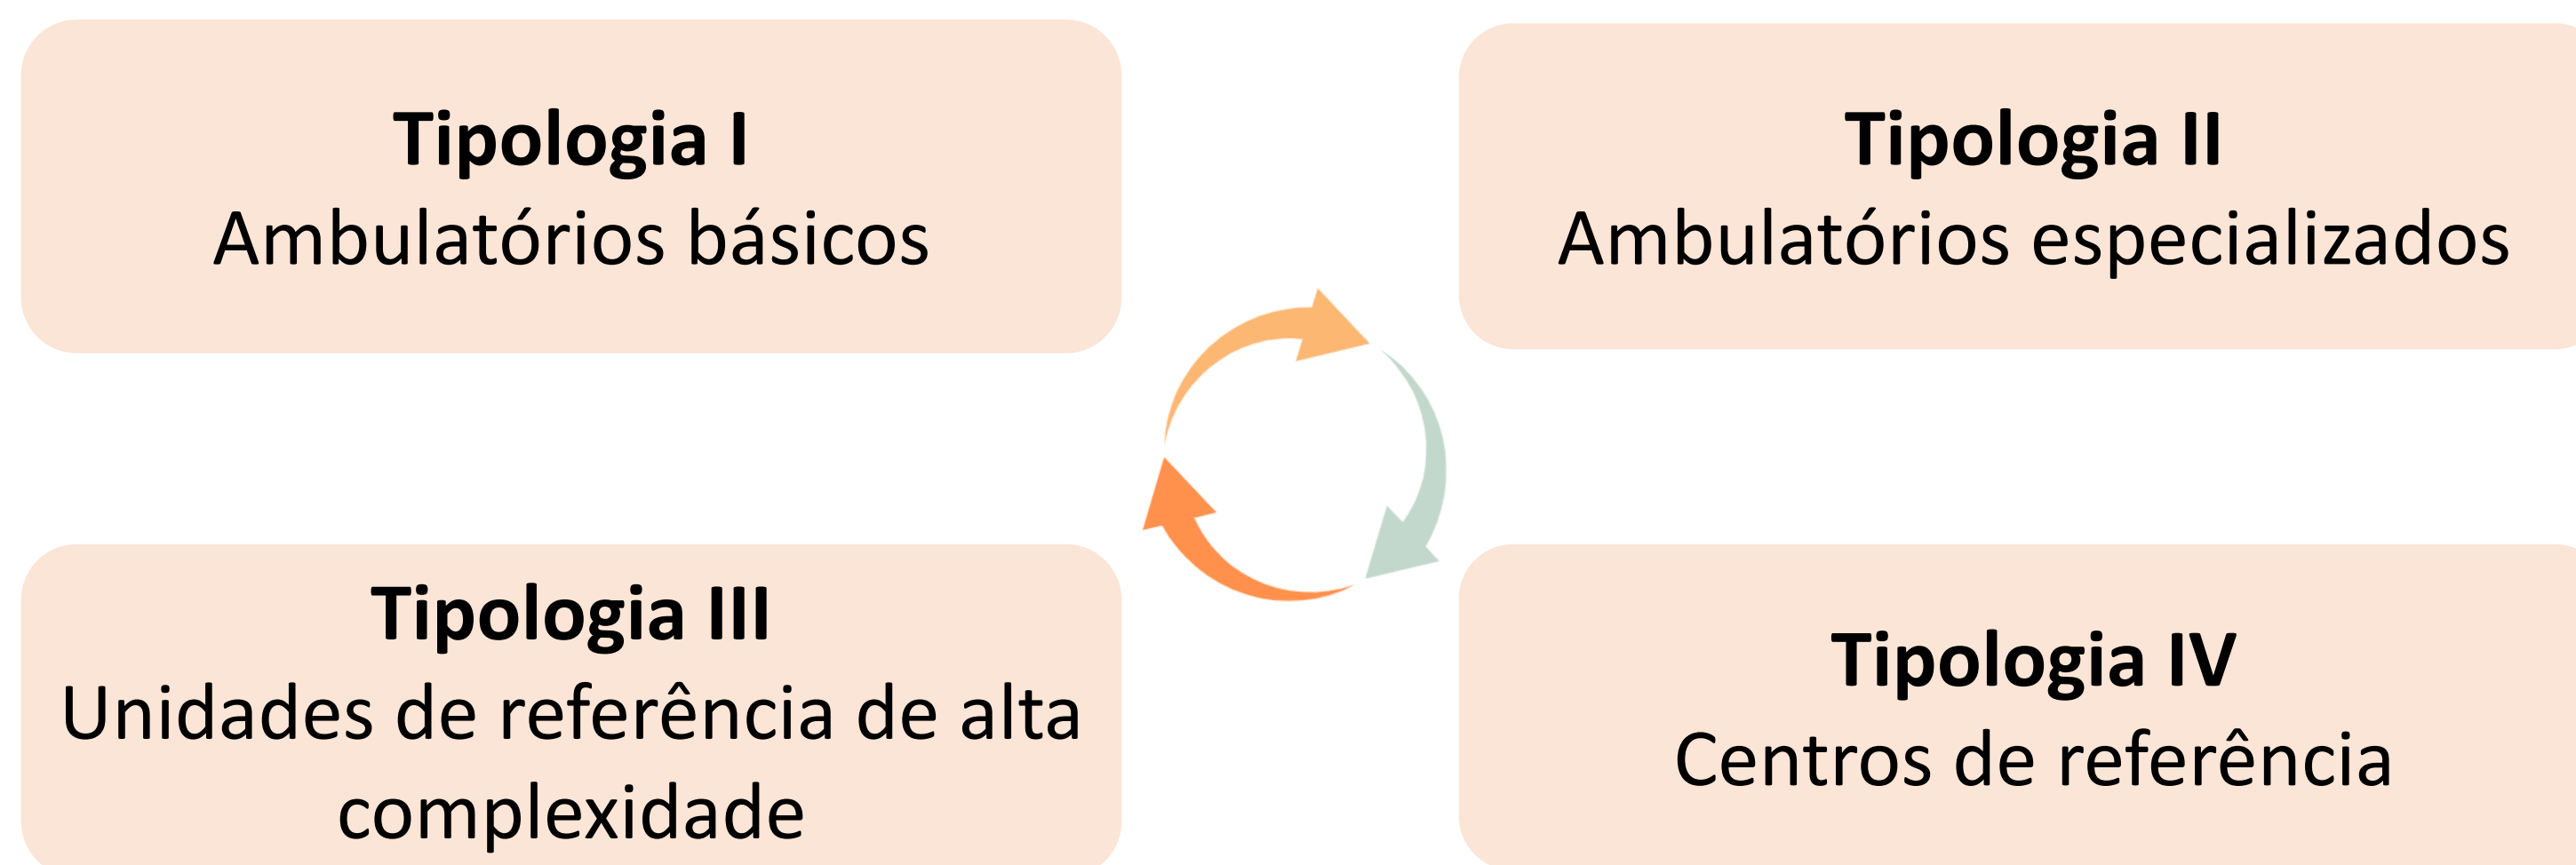 Tipologia I
Ambulatórios básicos
Tipologia II
Ambulatórios especializados
Tipologia III
Unidades de referência de alta
complexidade
Tipologia IV
Centros de referência